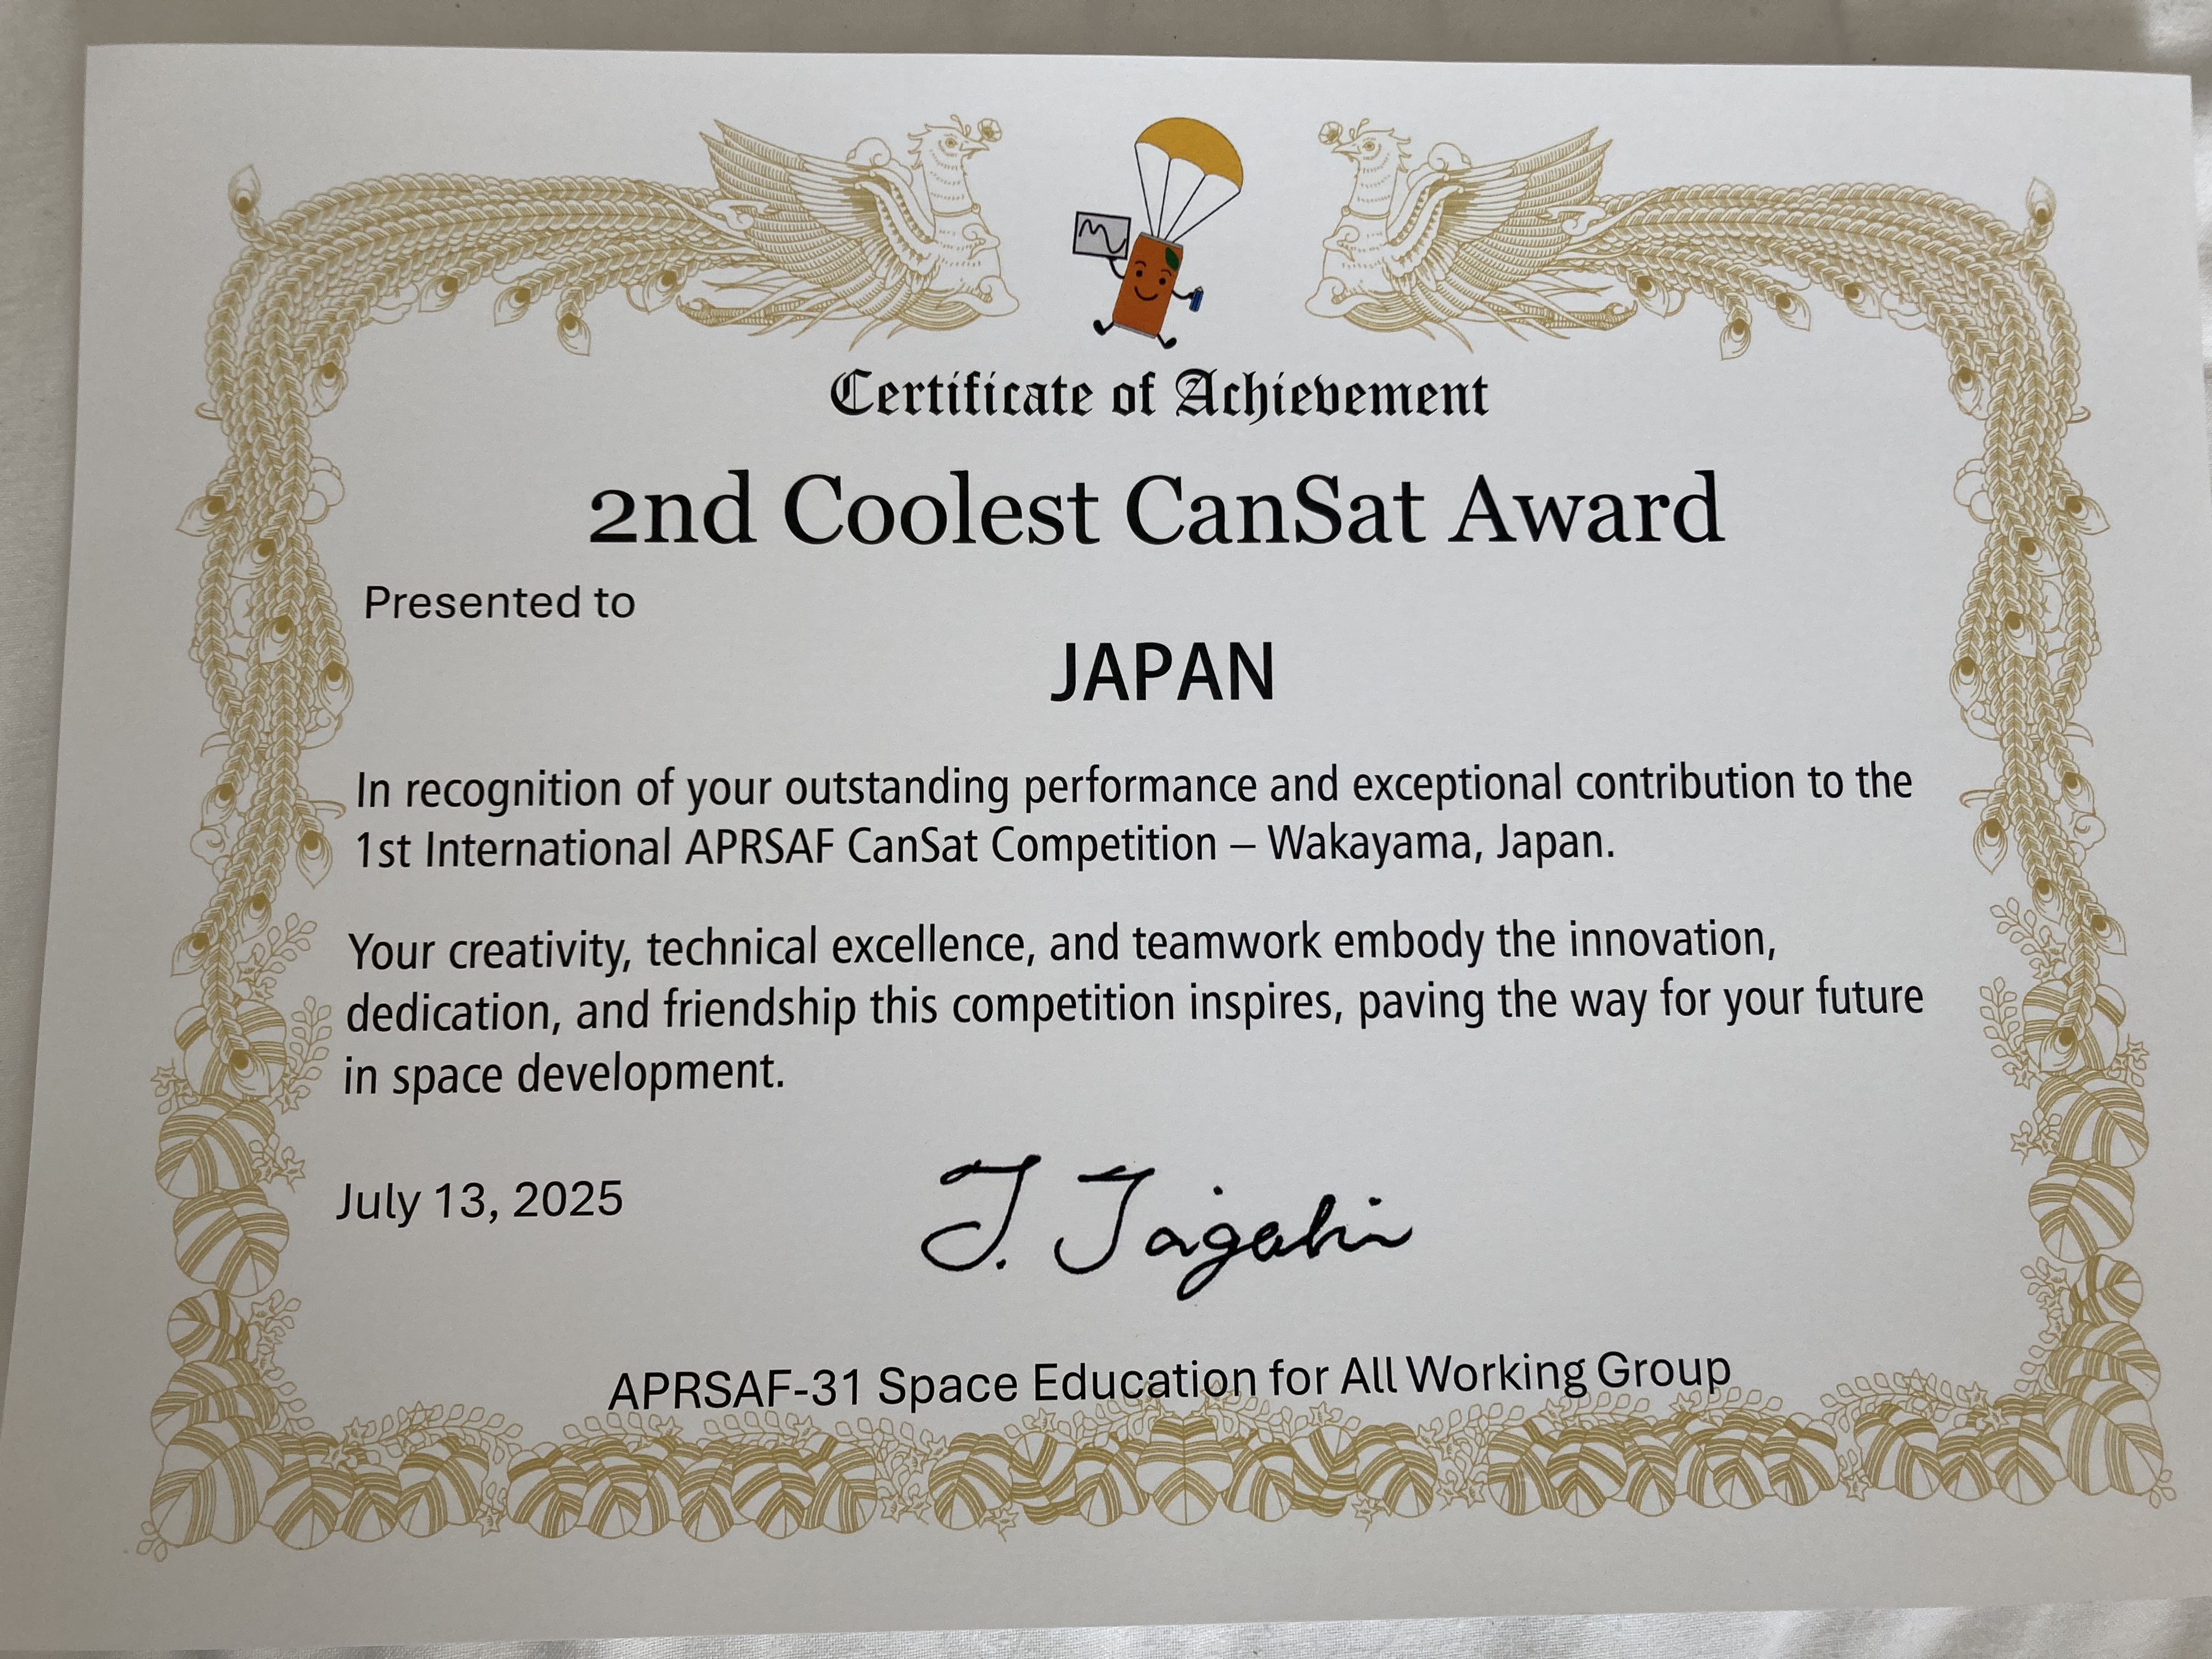 Certificate of Achievement
2nd Coolest CanSat Award
Presented to
JAPAN
In recognition of your outstanding performance and exceptional contribution to the
1st International APRSAF CanSat Competition – Wakayama, Japan.
Your creativity, technical excellence, and teamwork embody the innovation,
dedication, and friendship this competition inspires, paving the way for your future
in space development.
July 13, 2025
APRSAF-31 Space Education for All Working Group